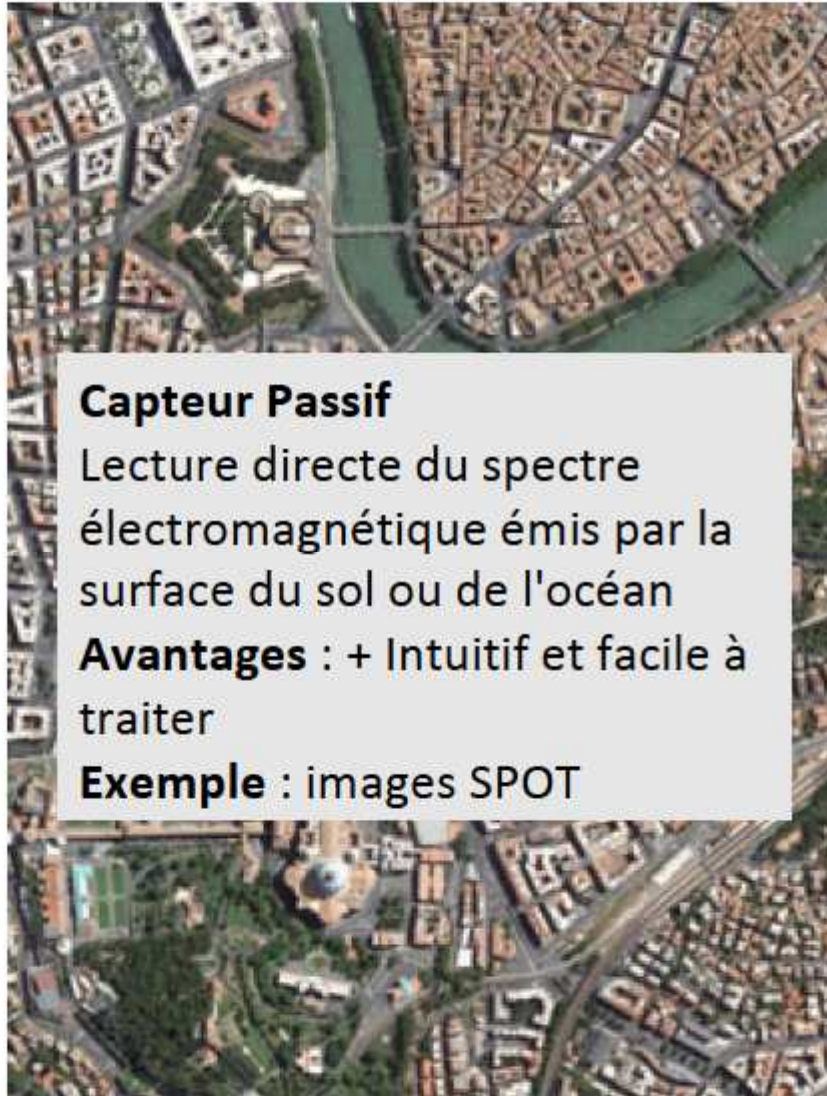 Capteur Passif
Lecture directe du spectre
électromagnétique émis par la
surface du sol ou de l'océan
Avantages : + Intuitif et facile à
traiter
Exemple : images SPOT